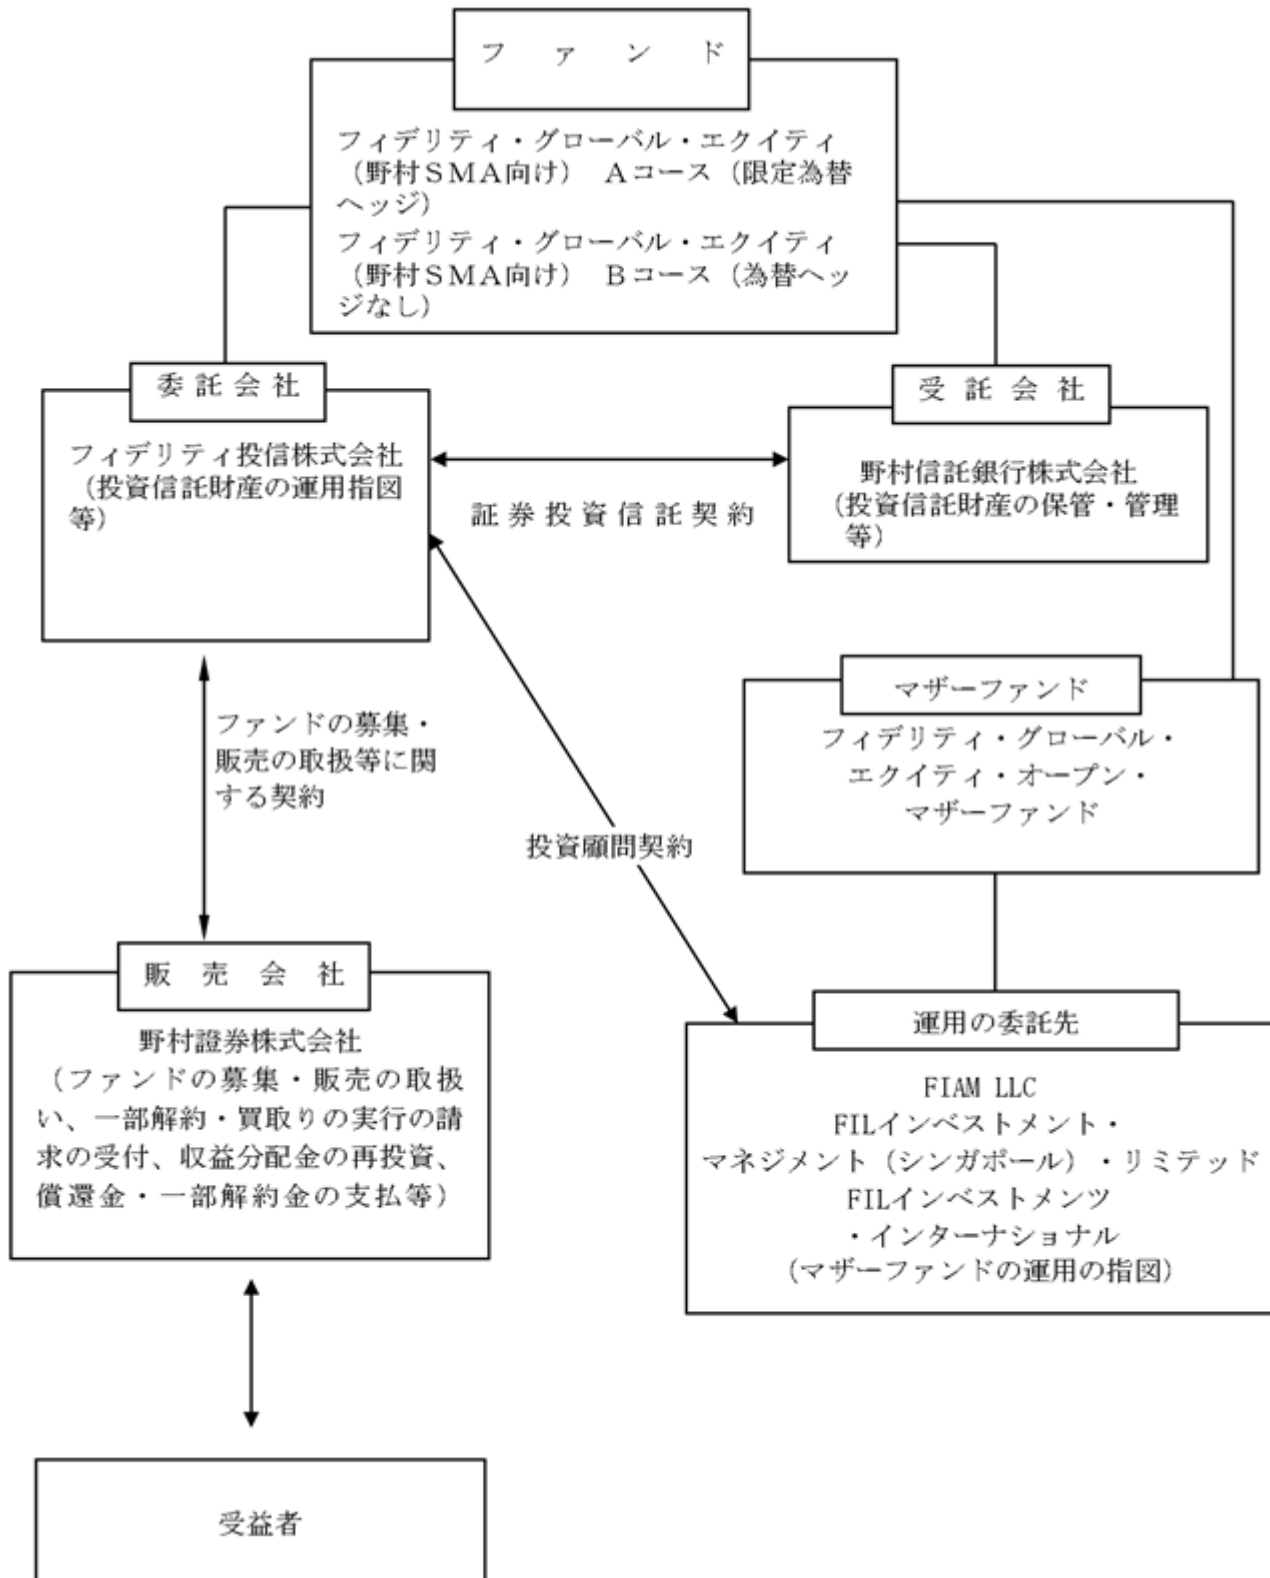 ファンド
フィデリティ・グローバル・エクイティ
（野村ＳＭＡ向け）　Ａコース（限定為替
ヘッジ）
フィデリティ・グローバル・エクイティ
（野村ＳＭＡ向け）　Ｂコース（為替ヘッ
ジなし）
委託会社
フィデリティ投信株式会社
（投資信託財産の運用指図
等）
証券投資信託契約
受託会社
野村信託銀行株式会社
（投資信託財産の保管・管理
等）
ファンドの募集・
販売の取扱等に関
する契約
投資顧問契約
マザーファンド
フィデリティ・グローバル・
エクイティ・オープン・
マザーファンド
販売会社
野村證券株式会社
（ファンドの募集・販売の取扱
い、一部解約・買取りの実行の請
求の受付、収益分配金の再投資、
償還金・一部解約金の支払等）
運用の委託先
FIAM LLC
FILインベストメント・
マネジメント（シンガポール）・リミテッド
FILインベストメンツ
・インターナショナル
（マザーファンドの運用の指図）
受益者